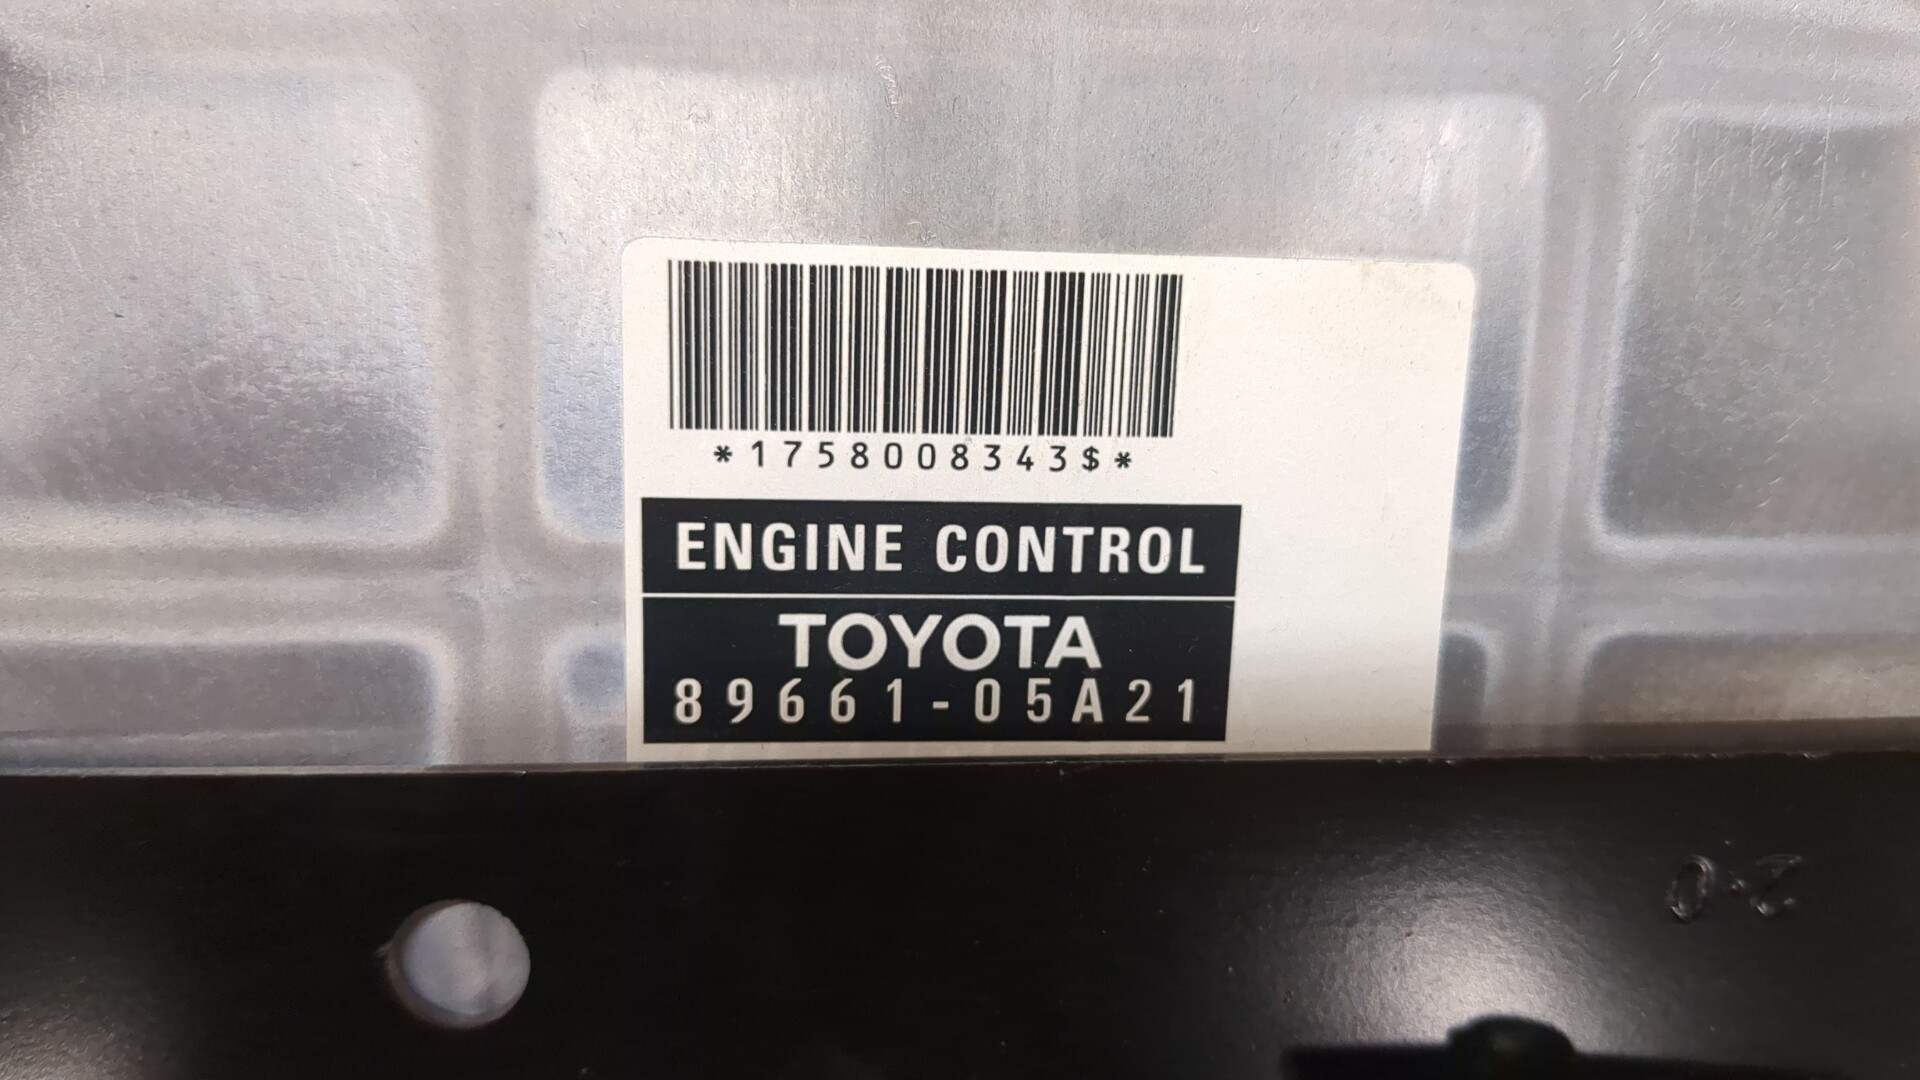 *1758008343$*
ENGINE CONTROL
TOYOTA
89661-05A21